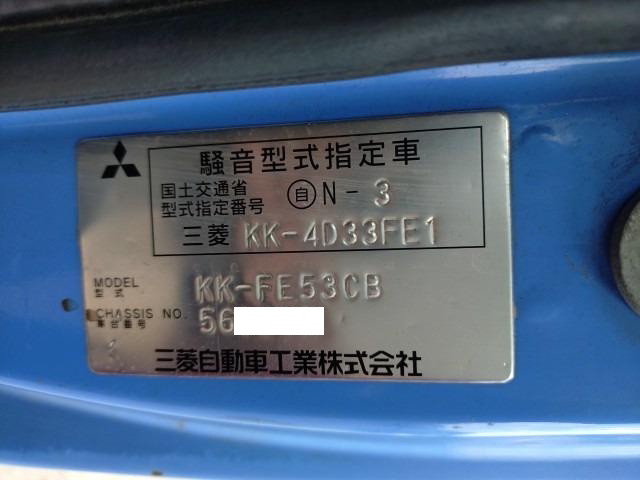 騒音型式指定車
国土交通省
型式指定番号 自 N-3
三菱 KK-4D33FE1
MODEL
型式 KK-FE53CB
CHASSIS NO. 56
車台番号
三菱自動車工業株式会社